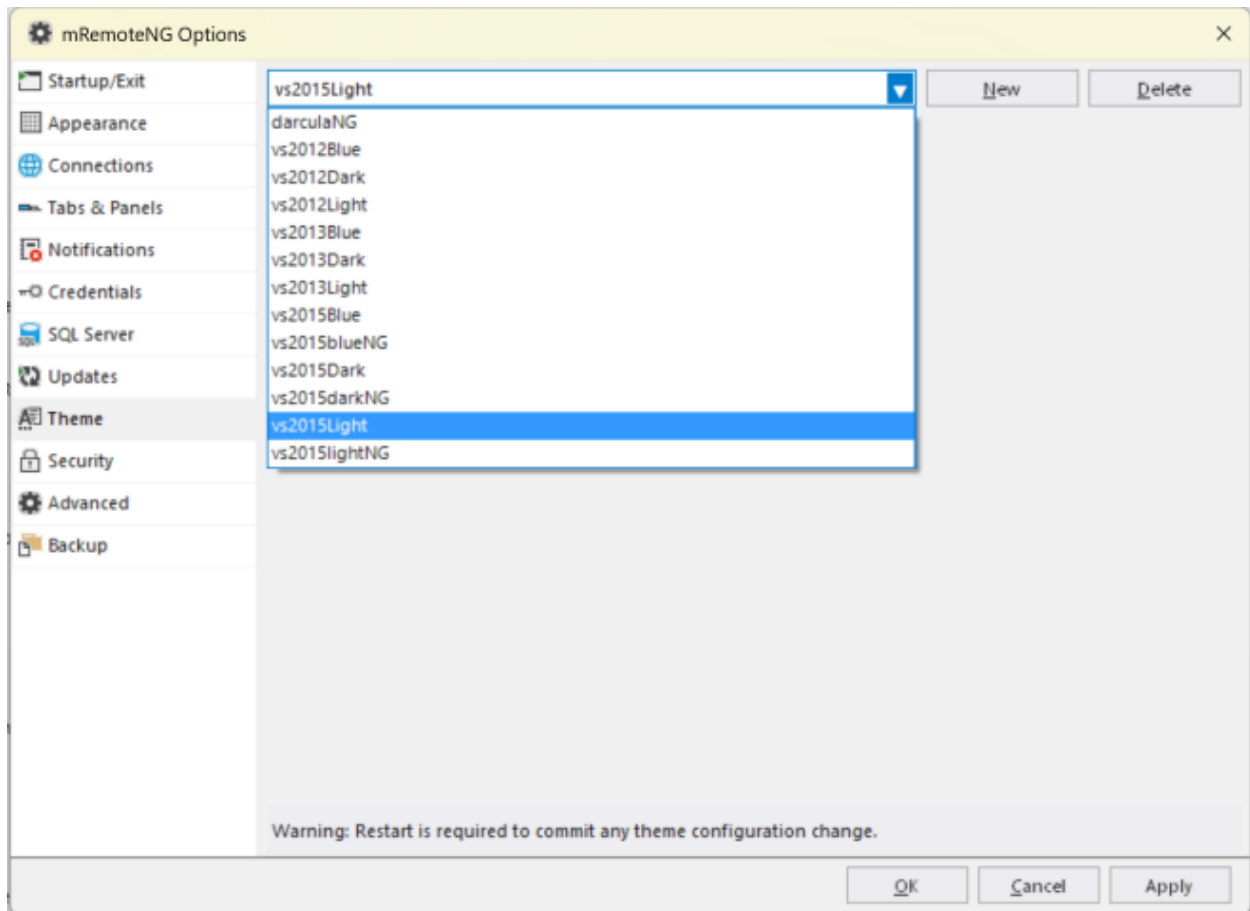 mRemoteNG Options
Startup/Exit
Appearance
Connections
Tabs & Panels
Notifications
Credentials
SQL Server
Updates
Theme
Security
Advanced
Backup
vs2015Light
New
Delete
darculaNG
vs2012Blue
vs2012Dark
vs2012Light
vs2013Blue
vs2013Dark
vs2013Light
vs2015Blue
vs2015blueNG
vs2015Dark
vs2015darkNG
vs2015Light
vs2015lightNG
Warning: Restart is required to commit any theme configuration change.
OK
Cancel
Apply